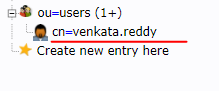 ou=users (1+)
cn=venkata.reddy
Create new entry here